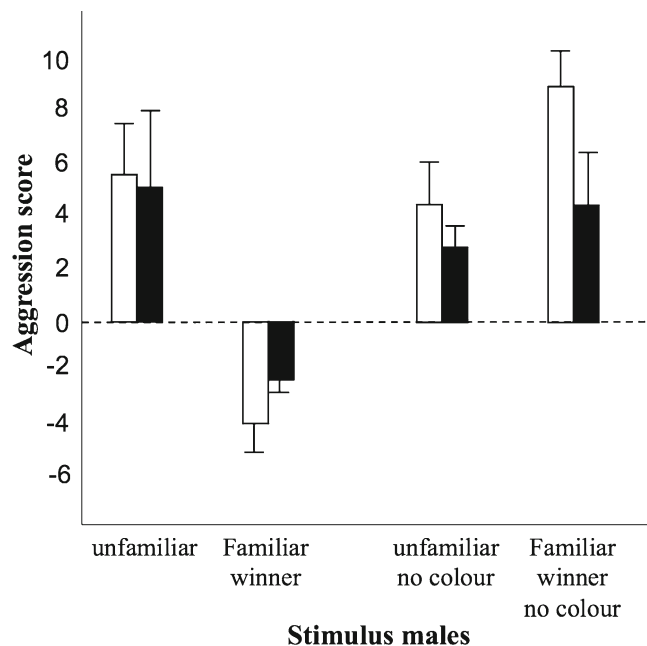 Aggression score
10
8
6
4
2
0
-2
-4
-6
unfamiliar
Familiar
winner
unfamiliar
no colour
Familiar
winner
no colour
Stimulus males